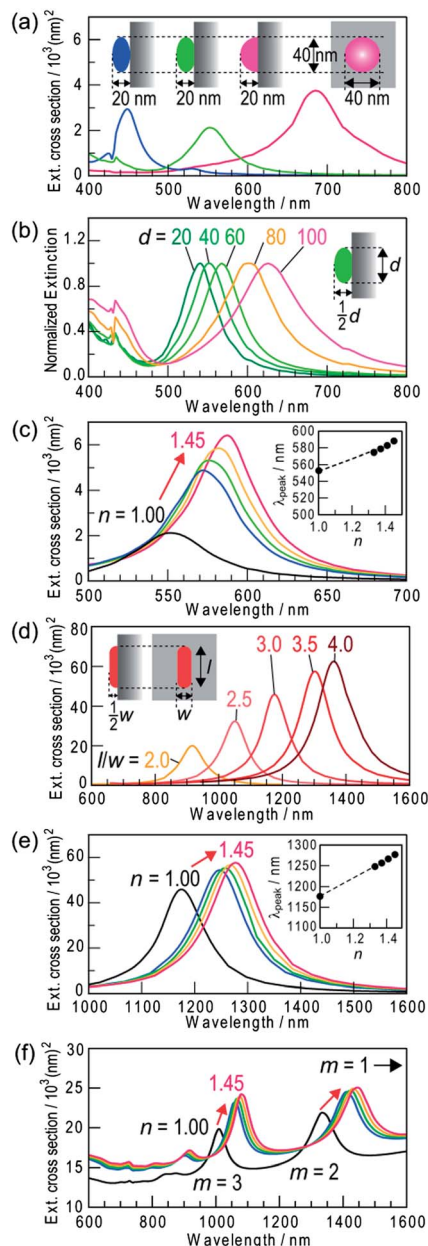 (a)
Ext. cross section / 10³(nm)²
6
5
4
3
2
1
0
20 nm
20 nm
20 nm
40 nm
40 nm
400 500 600 700 800
Wavelength / nm
(b)
Normalized Extinction
1.2
0.8
0.4
0.0
d = 20 40 60 80 100
d
½d
400 500 600 700 800
Wavelength / nm
(c)
Ext. cross section / 10³(nm)²
6
4
2
0
1.45
n = 1.00
λpeak / nm
600
590
580
570
560
550
540
1.0 1.2 1.4
n
500 550 600 650 700
Wavelength / nm
(d)
Ext. cross section / 10³(nm)²
80
60
40
20
0
½w
w
l
l/w = 2.0
2.5
3.0
3.5
4.0
600 800 1000 1200 1400 1600
Wavelength / nm
(e)
Ext. cross section / 10³(nm)²
60
40
20
0
n = 1.00
1.45
λpeak / nm
1300
1250
1200
1150
1100
1.0 1.2 1.4
n
1000 1100 1200 1300 1400 1500 1600
Wavelength / nm
(f)
Ext. cross section / 10³(nm)²
25
20
15
10
1.45
n = 1.00
m = 1
m = 3
m = 2
600 800 1000 1200 1400 1600
Wavelength / nm